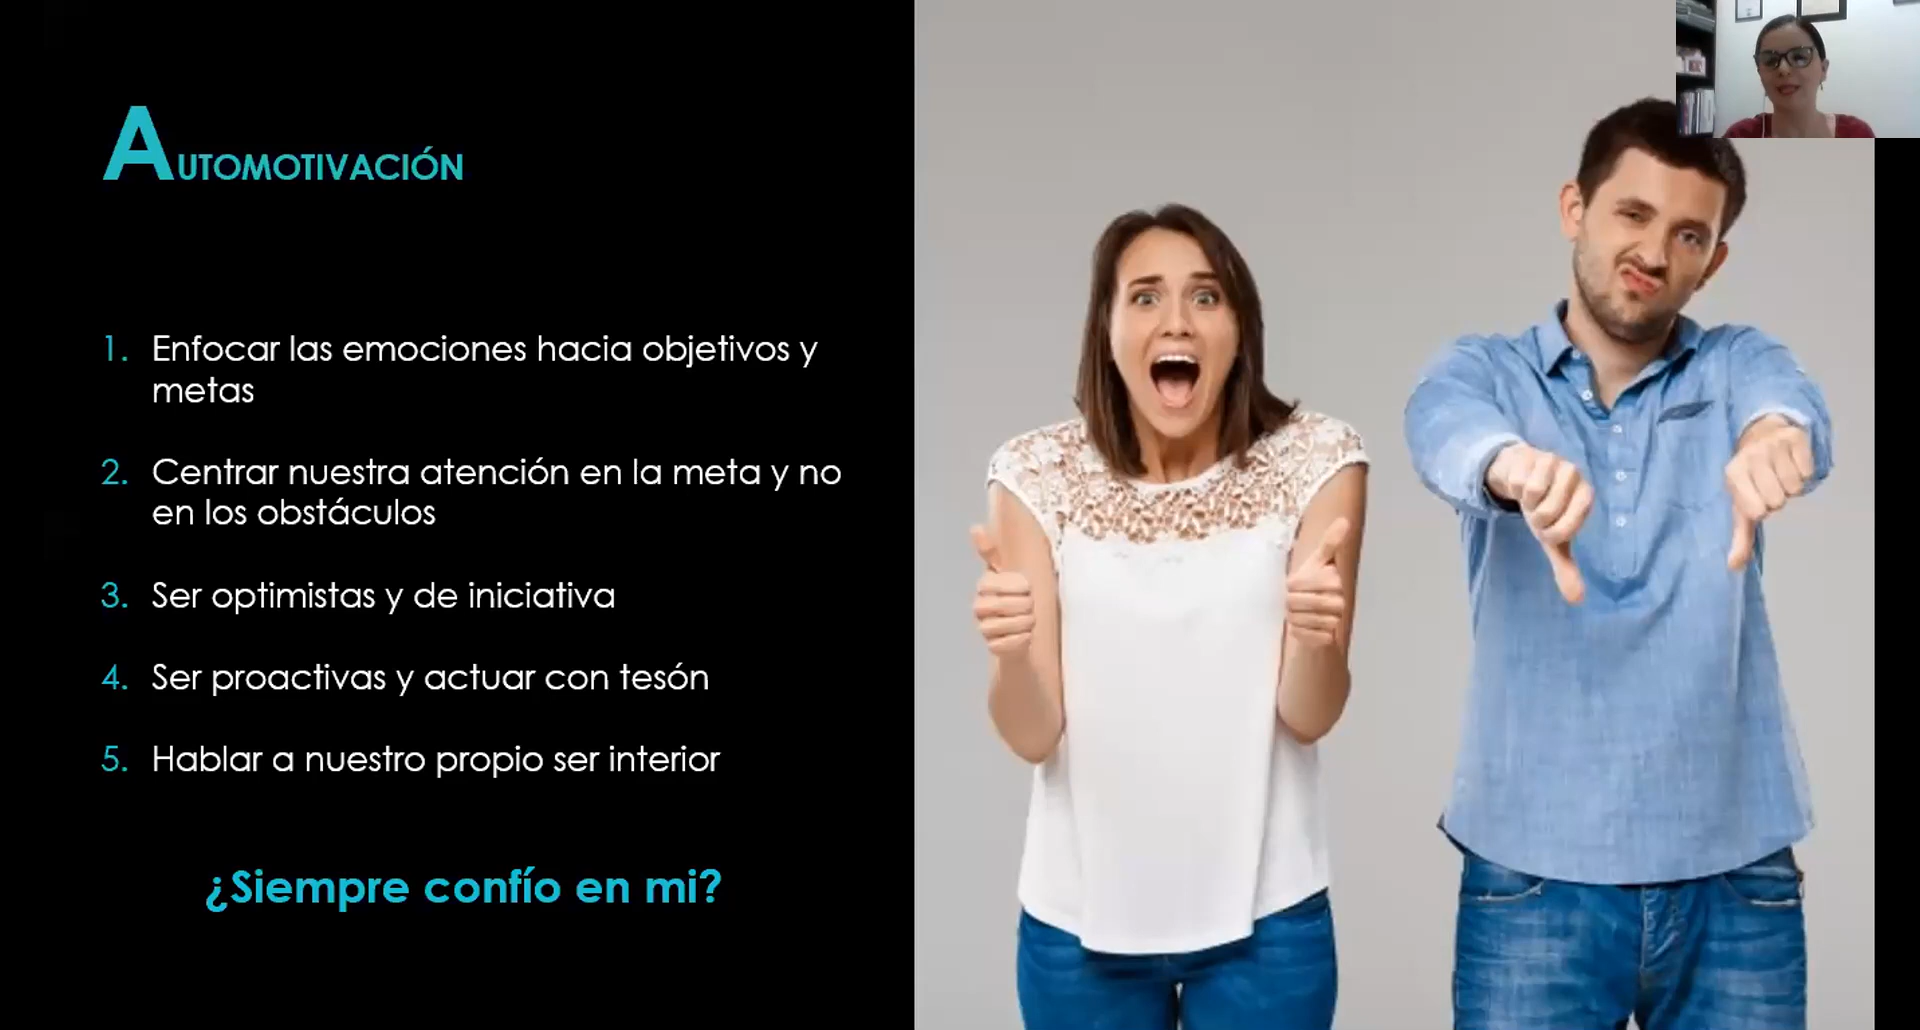 AUTOMOTIVACIÓN
1. Enfocar las emociones hacia objetivos y
metas
2. Centrar nuestra atención en la meta y no
en los obstáculos
3. Ser optimistas y de iniciativa
4. Ser proactivas y actuar con tesón
5. Hablar a nuestro propio ser interior
¿Siempre confío en mi?